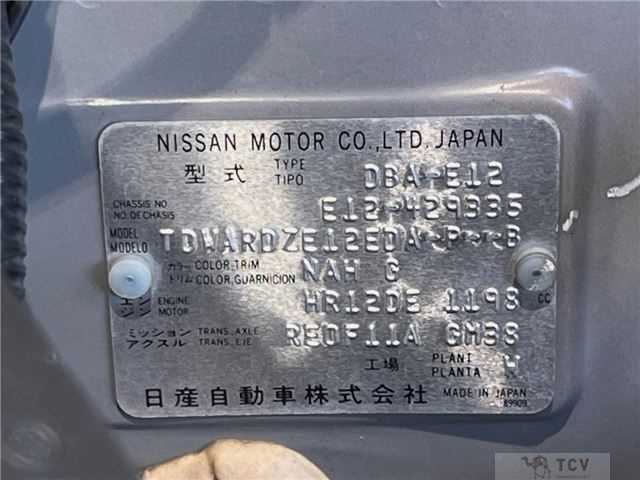 NISSAN MOTOR CO.,LTD. JAPAN
型式 TYPE TIPO DBA-E12
CHASSIS NO NO. DE CHASIS E12-429335
MODEL MODELO TDWARDZE12EDA-P--B
カラー COLOR, TRIM トリム COLOR, GUARNICION NAH G
エンジン ENGINE MOTOR HR12DE 1198 CC
ミッション TRANS, AXLE アクスル TRANS, EJE RE0F11A GM38
工場 PLANT PLANTA H
日産自動車株式会社 MADE IN JAPAN
89909
TCV